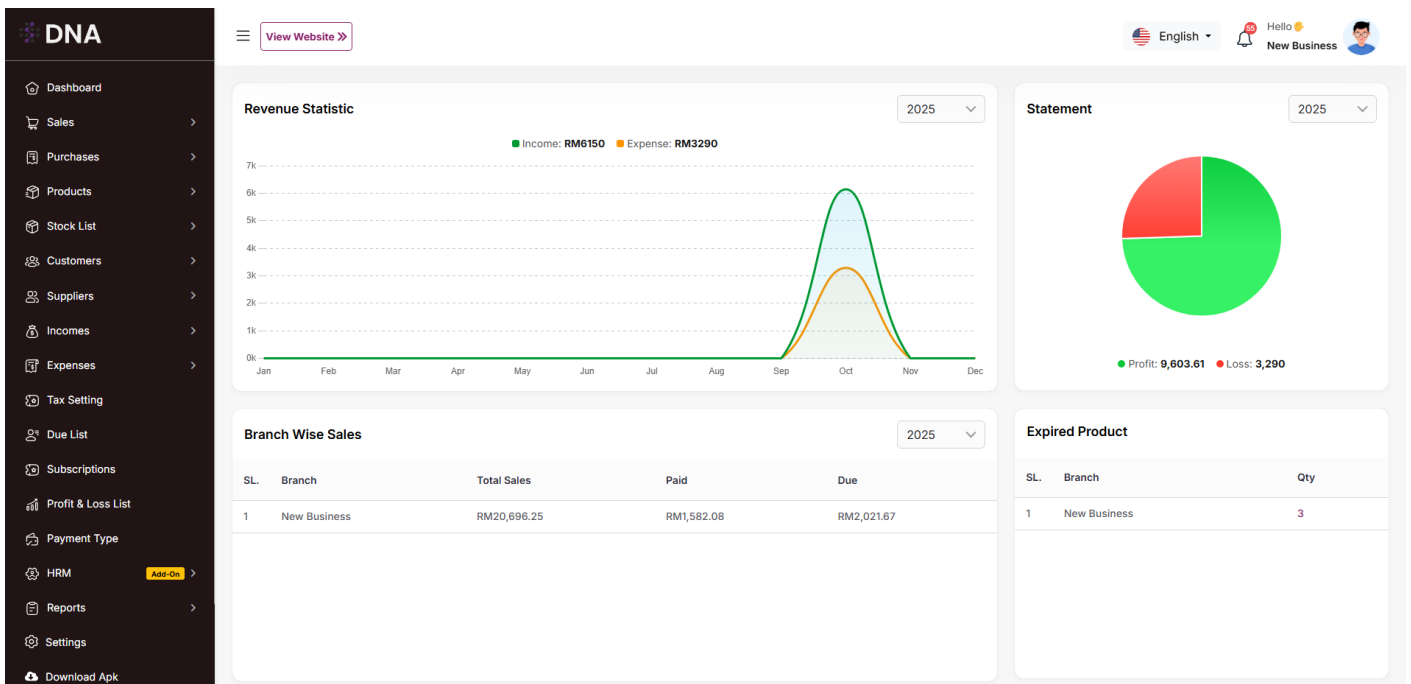 DNA
View Website
English
55
Hello
New Business
Dashboard
Sales
Purchases
Products
Stock List
Customers
Suppliers
Incomes
Expenses
Tax Setting
Due List
Subscriptions
Profit & Loss List
Payment Type
HRM Add-On
Reports
Settings
Download Apk
Revenue Statistic 2025
Income: RM6150 Expense: RM3290
7k
6k
5k
4k
3k
2k
1k
0k
Jan Feb Mar Apr May Jun Jul Aug Sep Oct Nov Dec
Statement 2025
Profit: 9,603.61 Loss: 3,290
Branch Wise Sales 2025
SL. Branch Total Sales Paid Due
1 New Business RM20,696.25 RM1,582.08 RM2,021.67
Expired Product
SL. Branch Qty
1 New Business 3